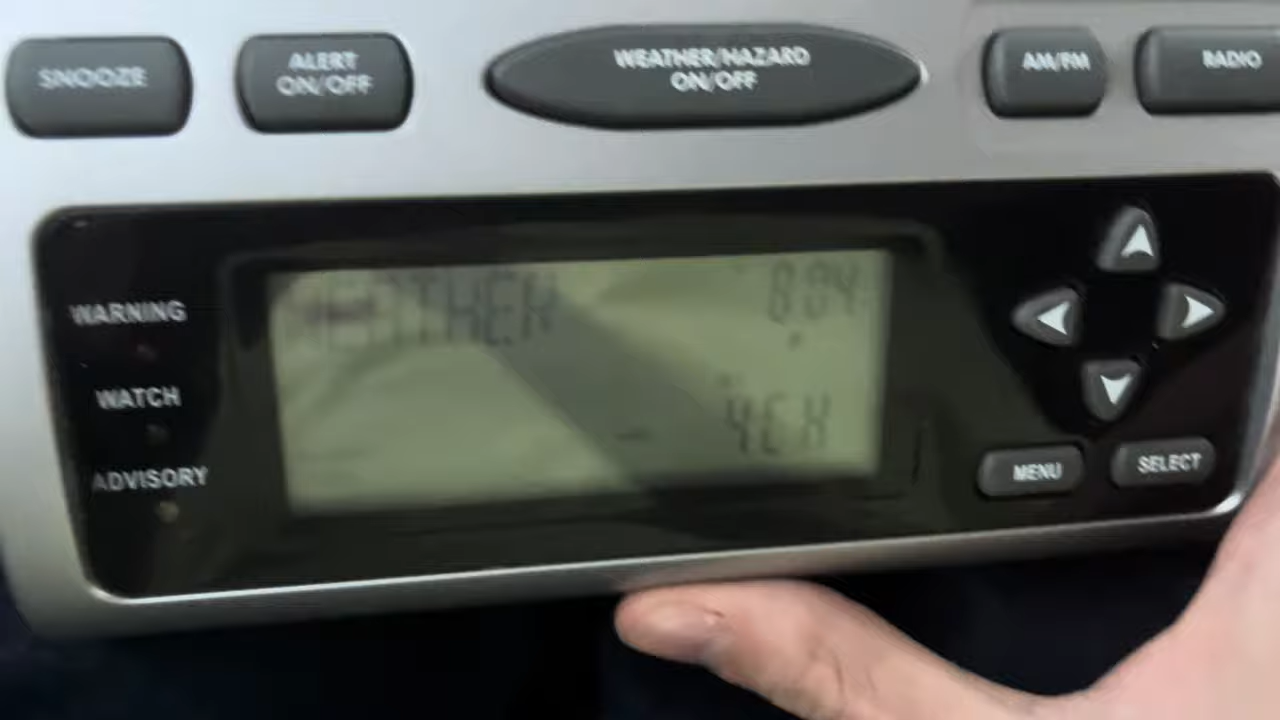 SNOOZE
ALERT
ON/OFF
WEATHER/HAZARD
ON/OFF
AM/FM
RADIO
WARNING
WATCH
ADVISORY
MENU
SELECT